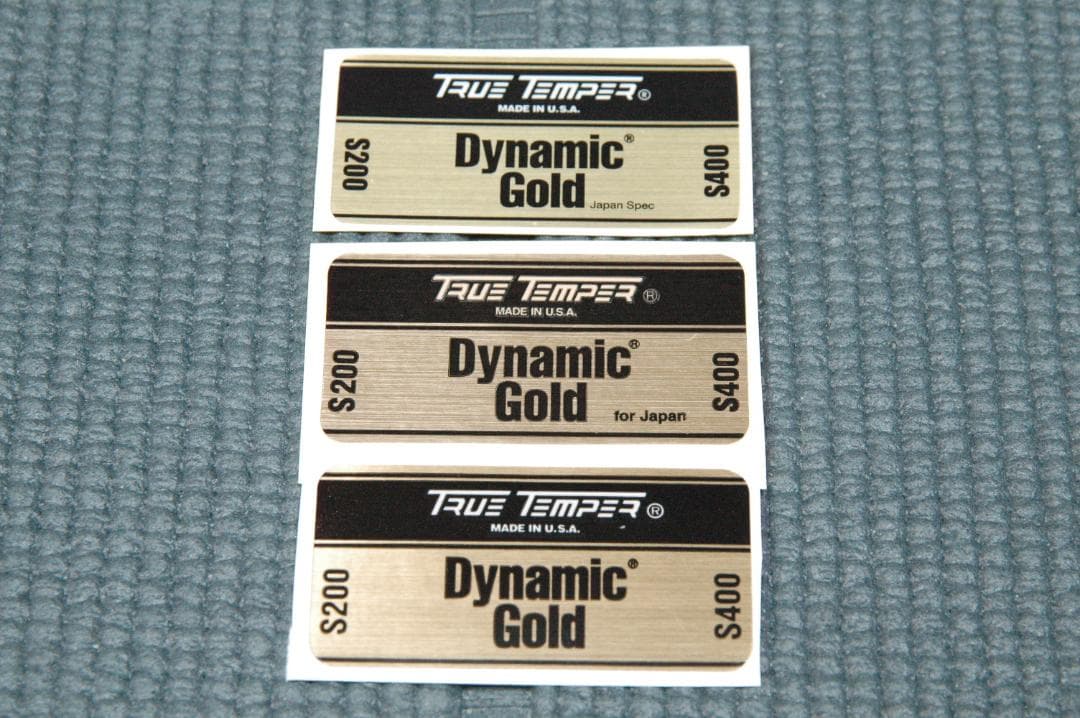 TRUE TEMPER®
MADE IN U.S.A.
S200
Dynamic®
Gold Japan Spec
S400
TRUE TEMPER®
MADE IN U.S.A.
S200
Dynamic®
Gold for Japan
S400
TRUE TEMPER®
MADE IN U.S.A.
S200
Dynamic®
Gold
S400